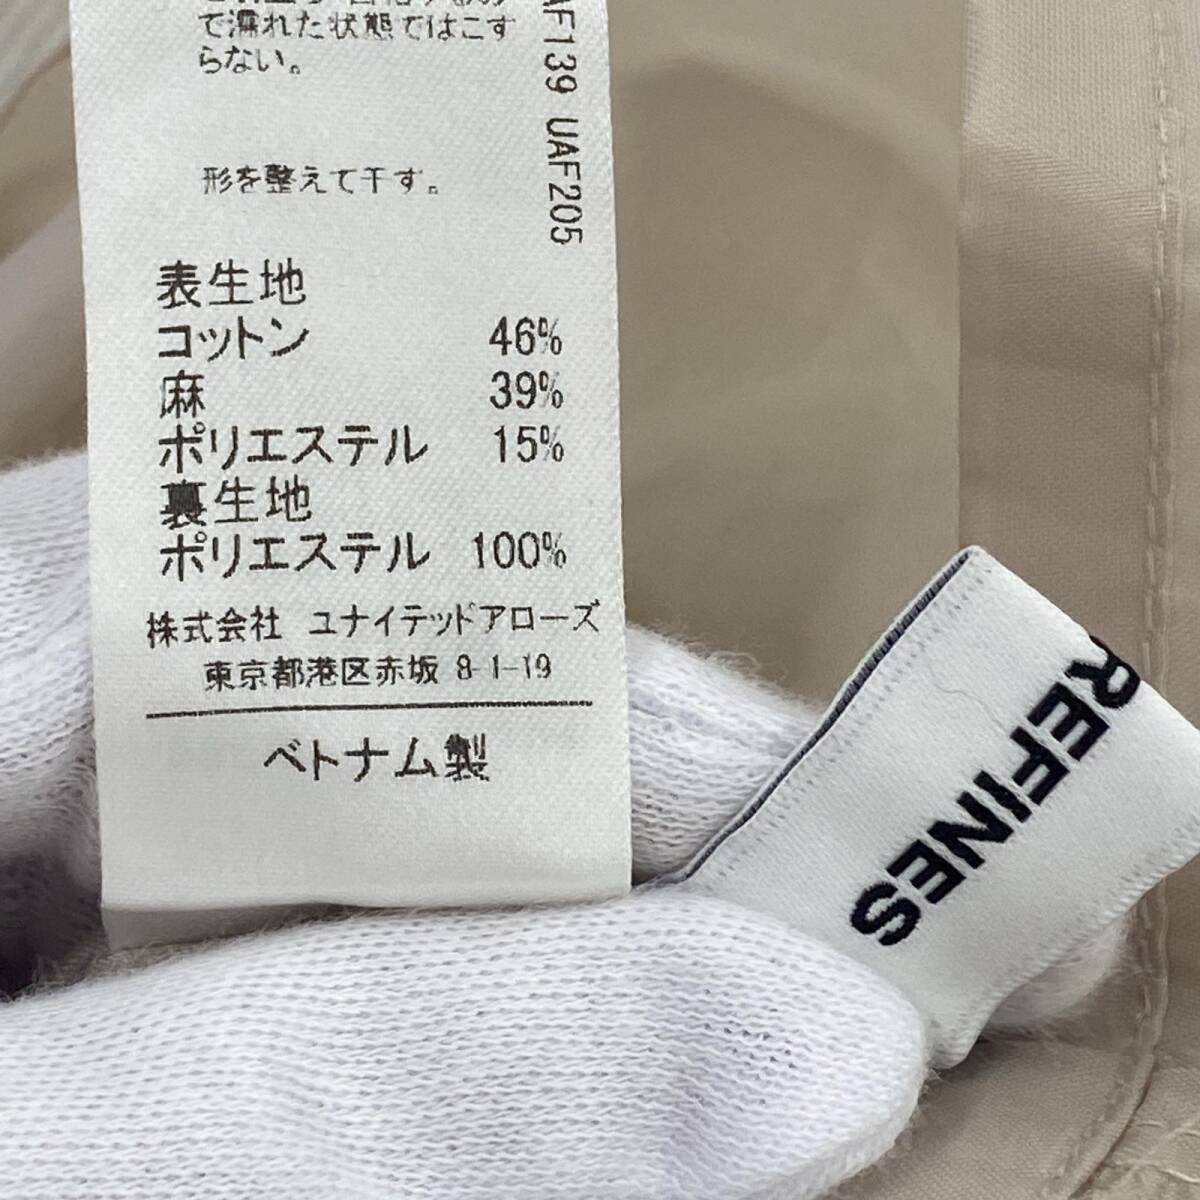 で濡れた状態ではこす
らない。
形を整えて干す。
AF139 UAF205
表生地
コットン 46%
麻 39%
ポリエステル 15%
裏生地
ポリエステル 100%
株式会社 ユナイテッドアローズ
東京都港区赤坂 8-1-19
ベトナム製
REFINES